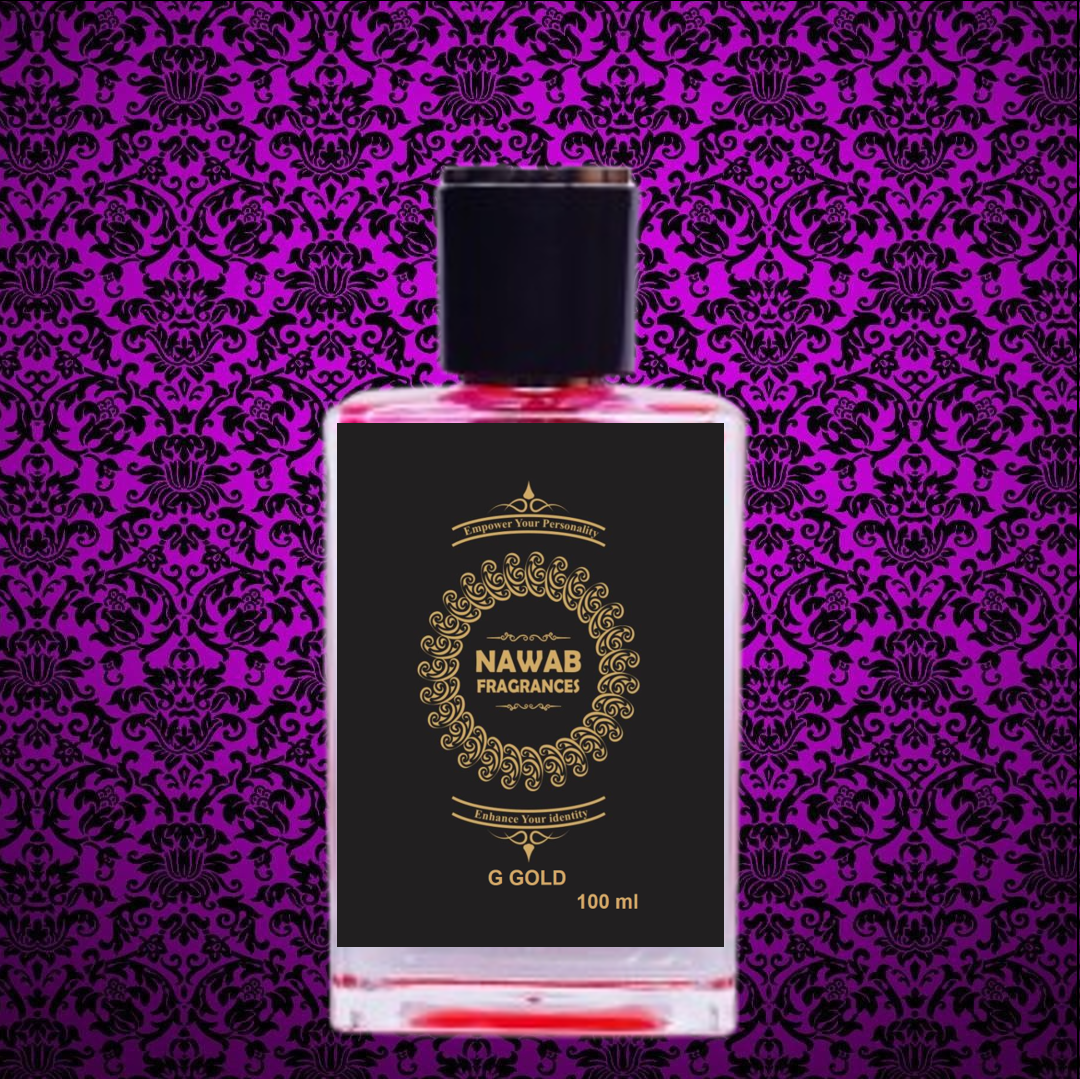 Empower Your Personality
NAWAB
FRAGRANCES
Enhance Your identity
G GOLD
100 ml